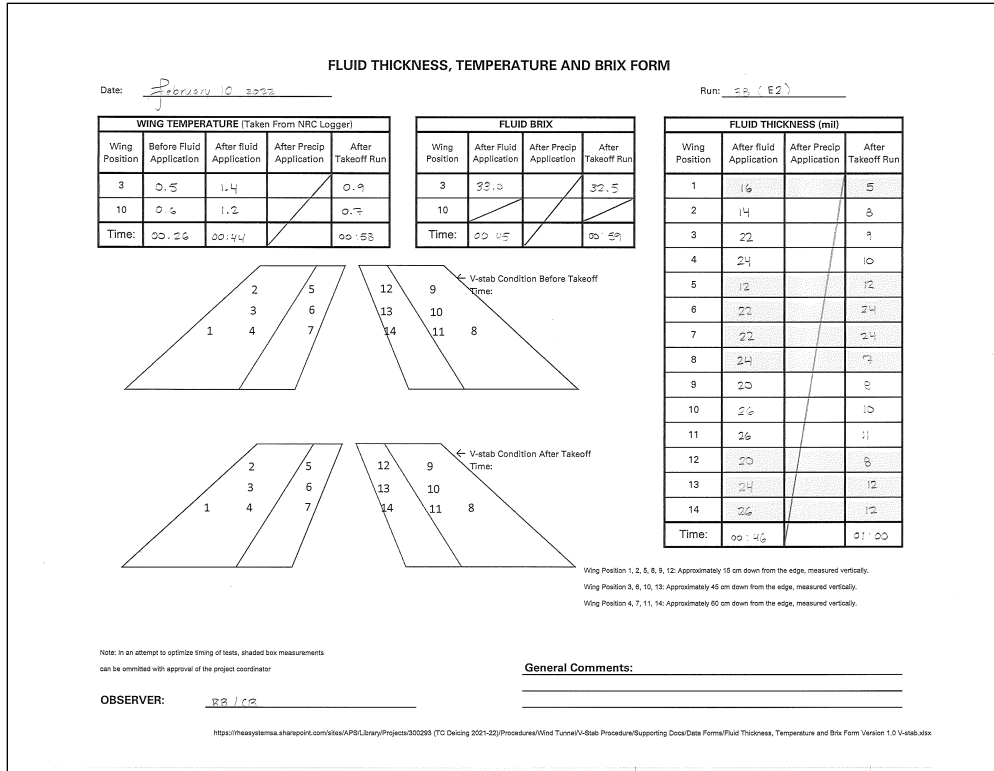 FLUID THICKNESS, TEMPERATURE AND BRIX FORM
Date: February 10 2022 Run: (E2)
WING TEMPERATURE (Taken From NRC Logger)
Wing Position Before Fluid Application After fluid Application After Precip Application After Takeoff Run
3 0.5 1.4 0.9
10 0.6 1.2 0.7
Time: 00:26 00:44 00:58
FLUID BRIX
Wing Position After Fluid Application After Precip Application After Takeoff Run
3 33.0 32.5
10
Time: 00 45 00:59
FLUID THICKNESS (mil)
Wing Position After fluid Application After Precip Application After Takeoff Run
1 16 5
2 14 8
3 22 9
4 24 10
5 12 12
6 22 24
7 22 24
8 24 7
9 20 8
10 26 10
11 26 11
12 20 8
13 24 12
14 26 12
Time: 00:46 01:00
← V-stab Condition Before Takeoff
Time:
2 5 12 9
3 6 13 10
1 4 7 14 11 8
← V-stab Condition After Takeoff
Time:
2 5 12 9
3 6 13 10
1 4 7 14 11 8
Wing Position 1, 2, 5, 8, 9, 12: Approximately 15 cm down from the edge, measured vertically.
Wing Position 3, 6, 10, 13: Approximately 45 cm down from the edge, measured vertically.
Wing Position 4, 7, 11, 14: Approximately 60 cm down from the edge, measured vertically.
Note: In an attempt to optimize timing of tests, shaded box measurements
can be ommitted with approval of the project coordinator
General Comments:
OBSERVER: BB / CB
https://rheasystemsa.sharepoint.com/sites/APS/Library/Projects/300293 (TC Deicing 2021-22)/Procedures/Wind Tunnel/V-Stab Procedure/Supporting Docs/Data Forms/Fluid Thickness, Temperature and Brix Form Version 1.0 V-stab.xlsx